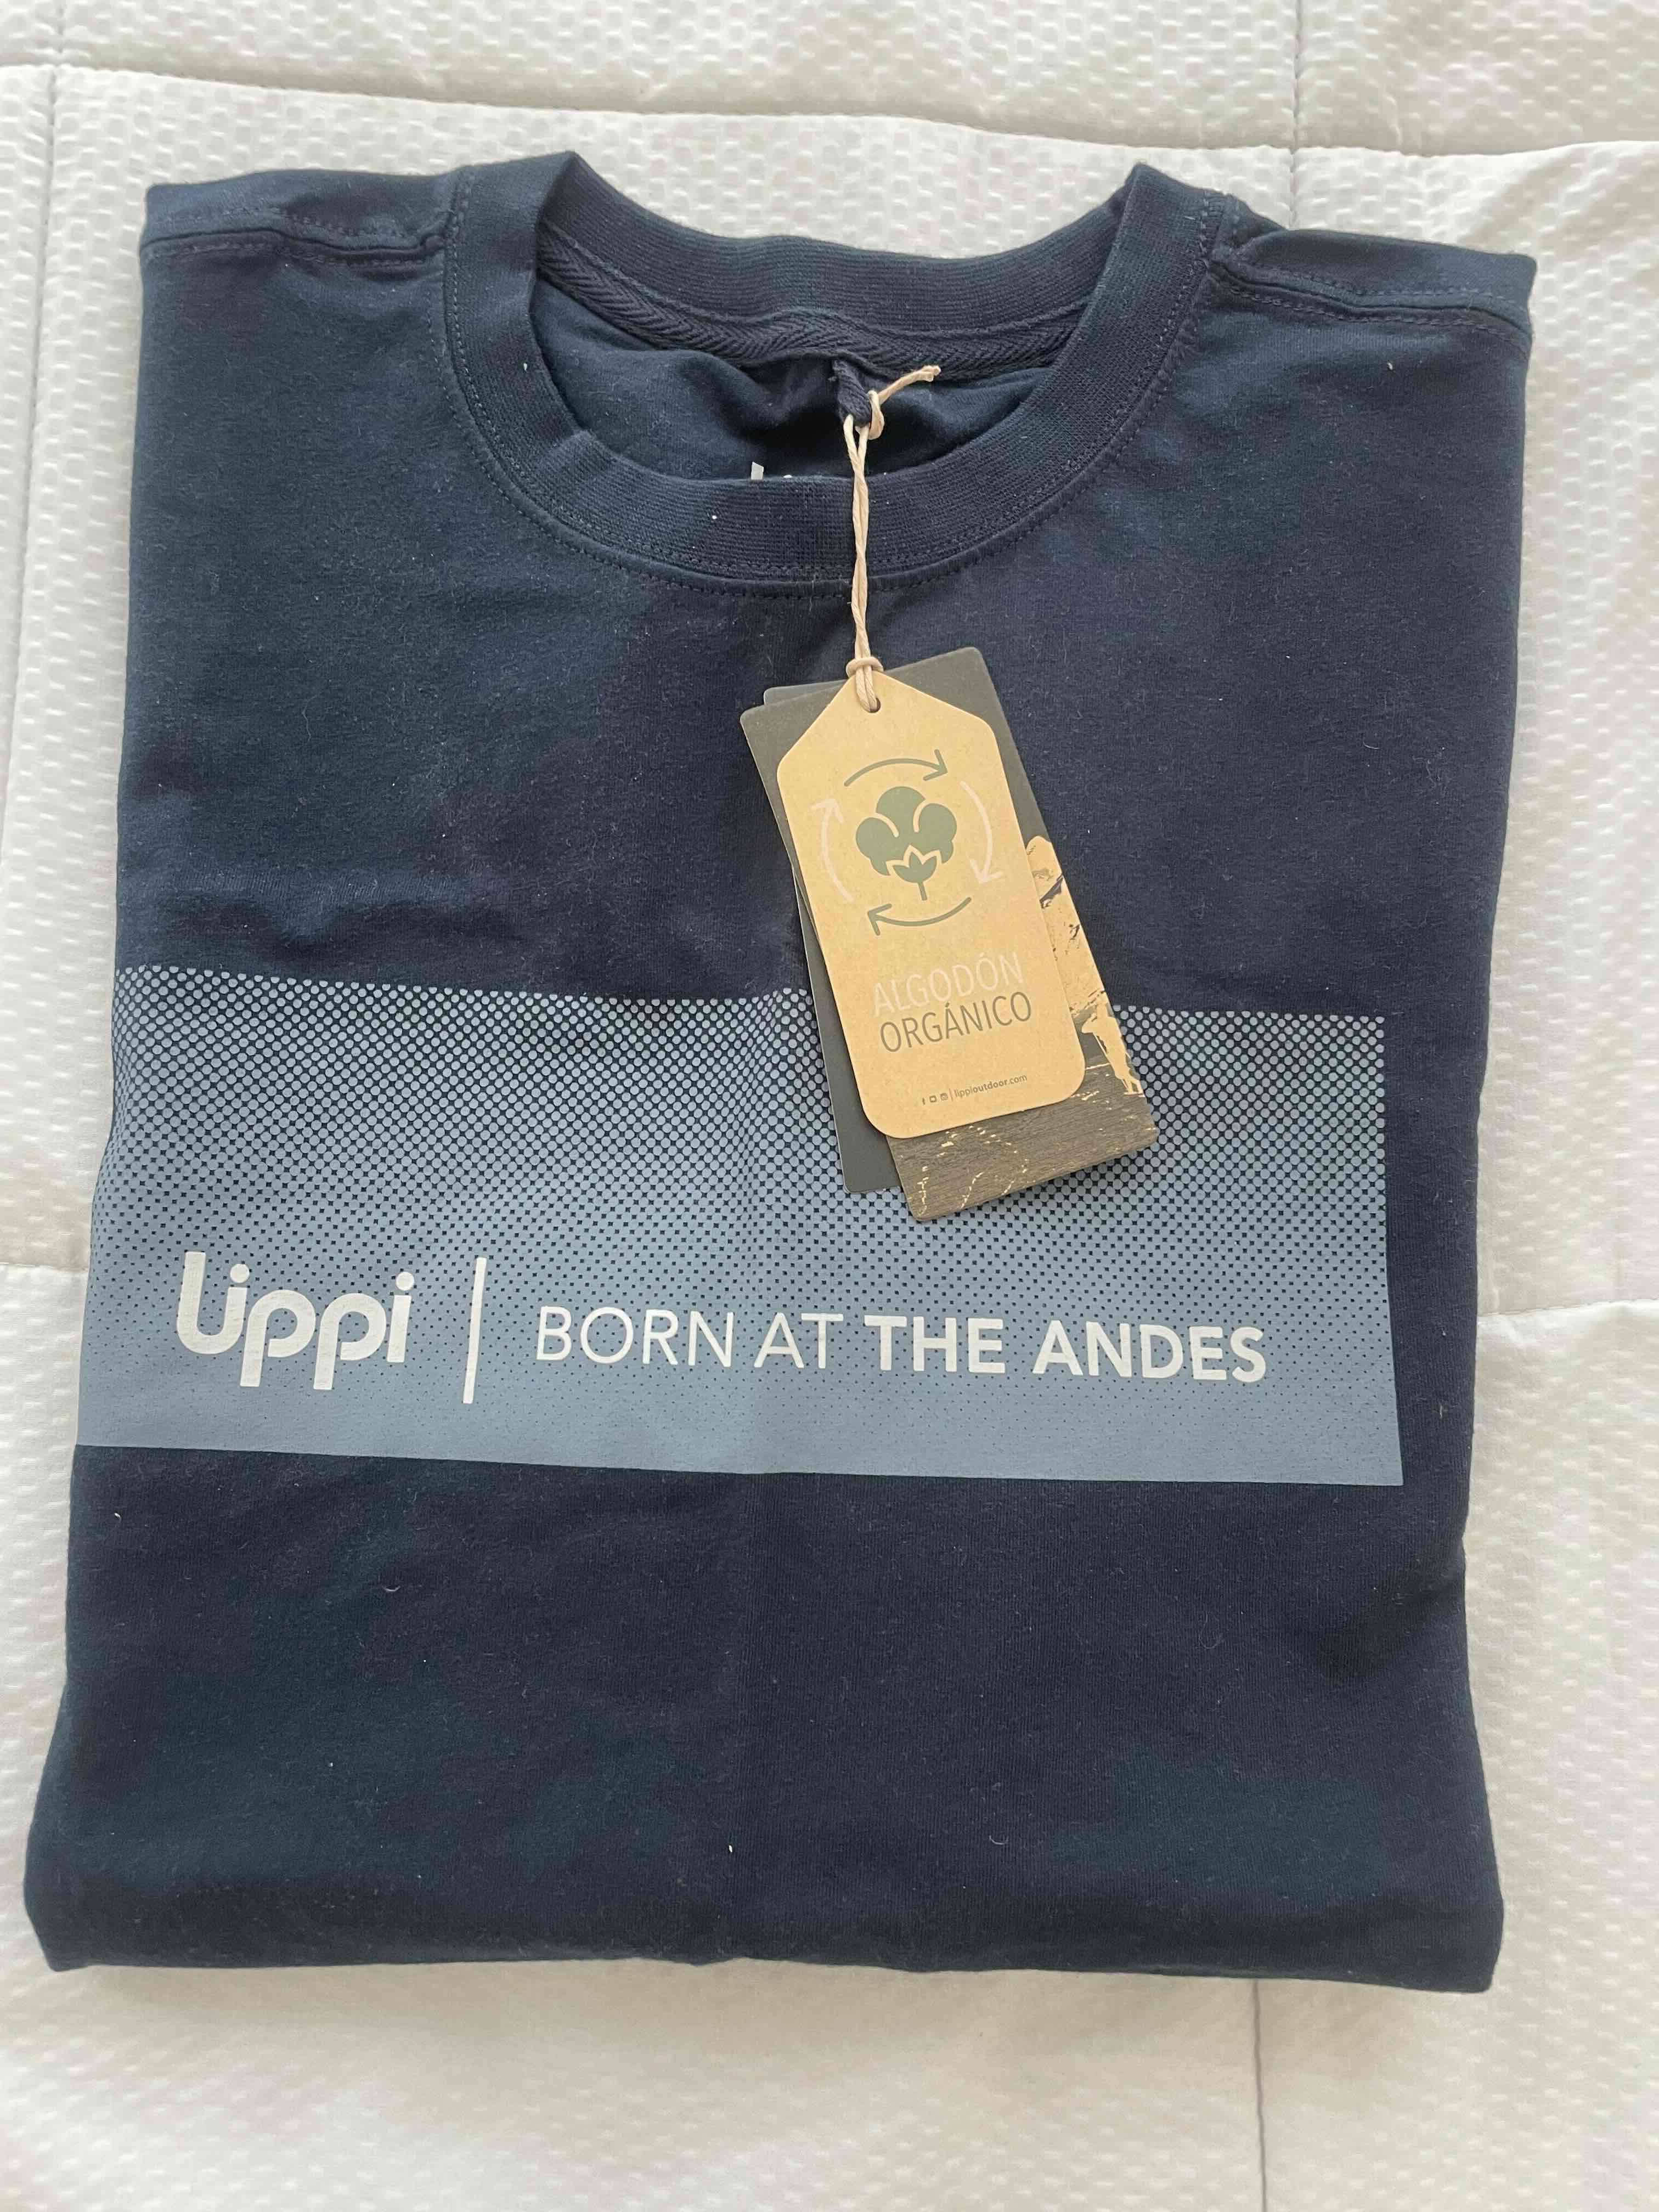 ALGODÓN
ORGÁNICO
lippioutdoor.com
Lippi | BORN AT THE ANDES